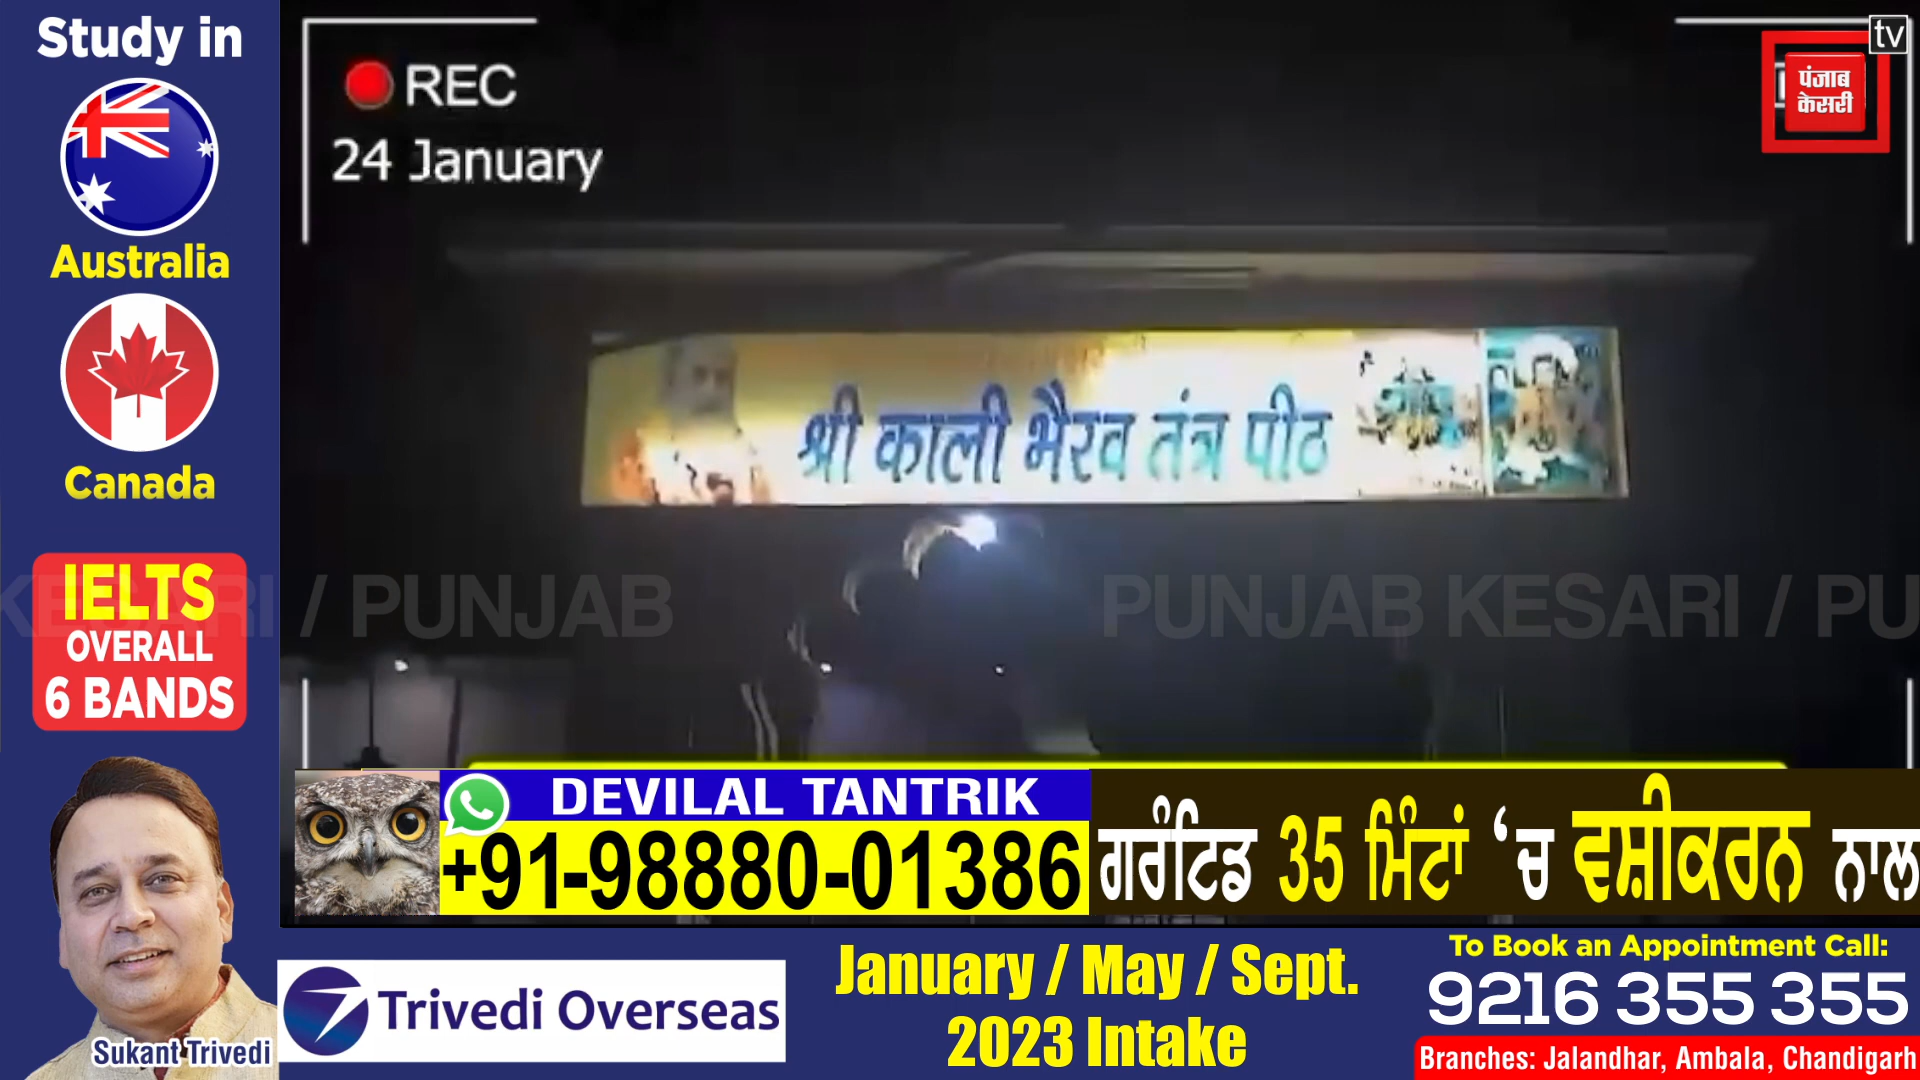 Study in
Australia
Canada
IELTS
OVERALL
6 BANDS
Sukant Trivedi
REC
24 January
tv
पंजाब
केसरी
श्री काली भैरव तंत्र पीठ
KESARI / PUNJAB
PUNJAB KESARI / PU
DEVILAL TANTRIK
+91-98880-01386
ਗਰੰਟਿਡ 35 ਮਿੰਟਾਂ ‘ਚ ਵਸ਼ੀਕਰਨ ਨਾਲ
Trivedi Overseas
January / May / Sept.
2023 Intake
To Book an Appointment Call:
9216 355 355
Branches: Jalandhar, Ambala, Chandigarh